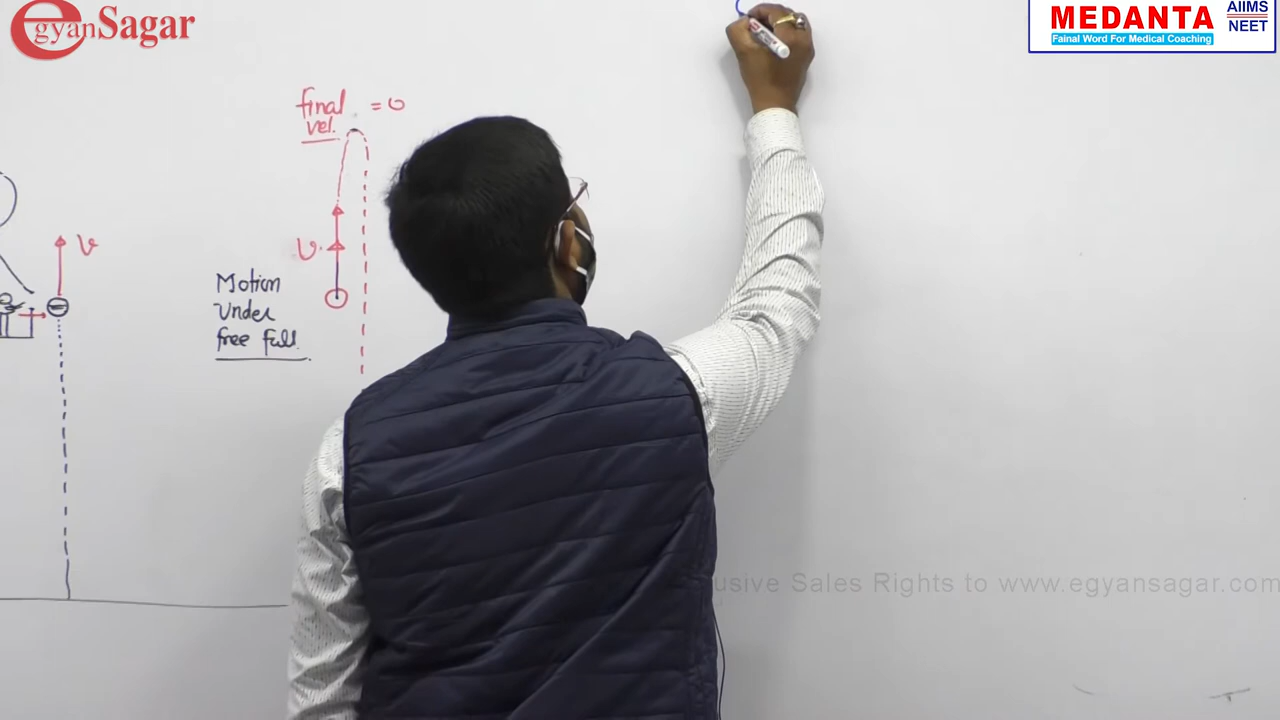 egyanSagar
MEDANTA
Fainal Word For Medical Coaching
AIIMS
NEET
final
vel. = 0
v
v.
Motion
Under
free fall
usive Sales Rights to www.egyansagar.com